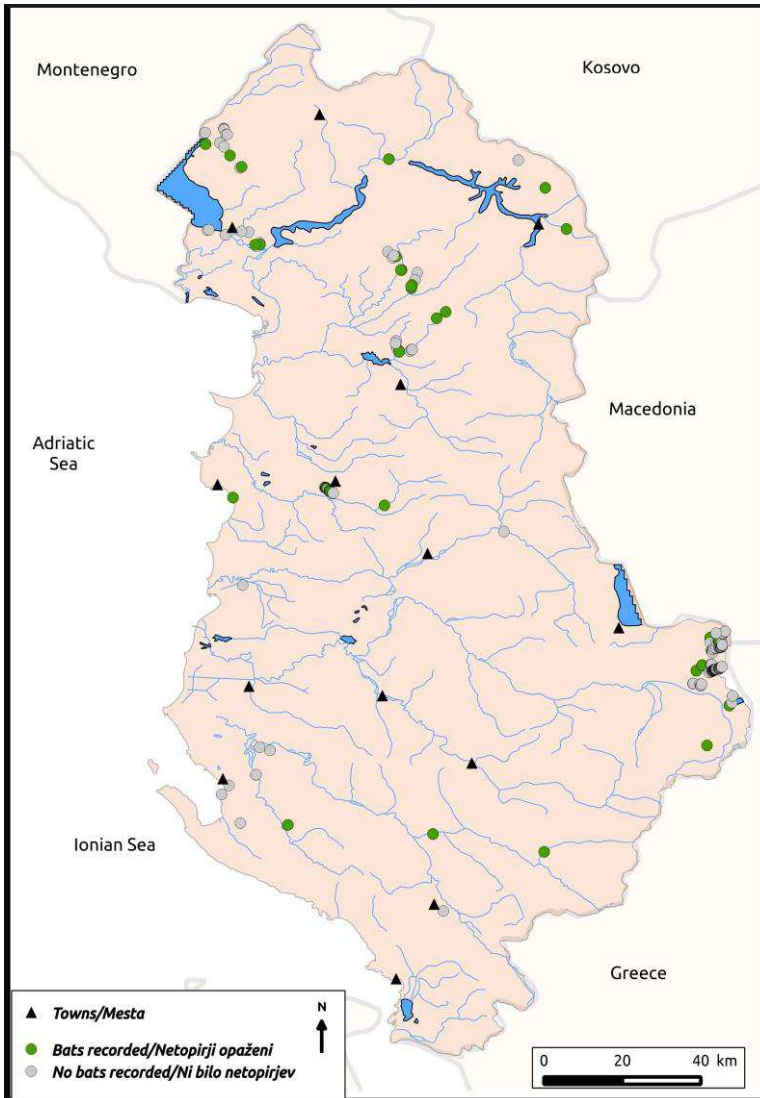 Montenegro
Kosovo
Macedonia
Adriatic
Sea
Ionian Sea
Greece
Towns/Mesta
N
Bats recorded/Netopirji opaženi
No bats recorded/Ni bilo netopirjev
0 20 40 km